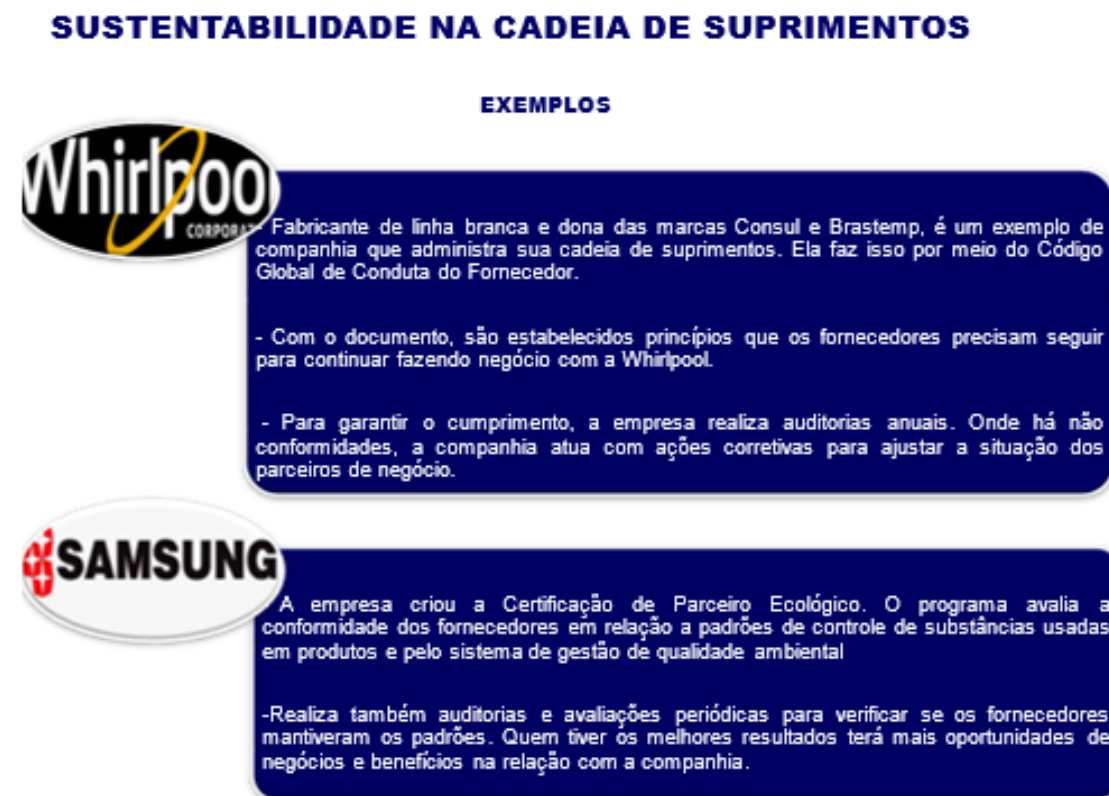 SUSTENTABILIDADE NA CADEIA DE SUPRIMENTOS
EXEMPLOS
Whirlpool
CORPORAT
- Fabricante de linha branca e dona das marcas Consul e Brastemp, é um exemplo de
companhia que administra sua cadeia de suprimentos. Ela faz isso por meio do Código
Global de Conduta do Fornecedor.
- Com o documento, são estabelecidos princípios que os fornecedores precisam seguir
para continuar fazendo negócio com a Whirlpool.
- Para garantir o cumprimento, a empresa realiza auditorias anuais. Onde há não
conformidades, a companhia atua com ações corretivas para ajustar a situação dos
parceiros de negócio.
SAMSUNG
A empresa criou a Certificação de Parceiro Ecológico. O programa avalia a
conformidade dos fornecedores em relação a padrões de controle de substâncias usadas
em produtos e pelo sistema de gestão de qualidade ambiental
-Realiza também auditorias e avaliações periódicas para verificar se os fornecedores
mantiveram os padrões. Quem tiver os melhores resultados terá mais oportunidades de
negócios e benefícios na relação com a companhia.